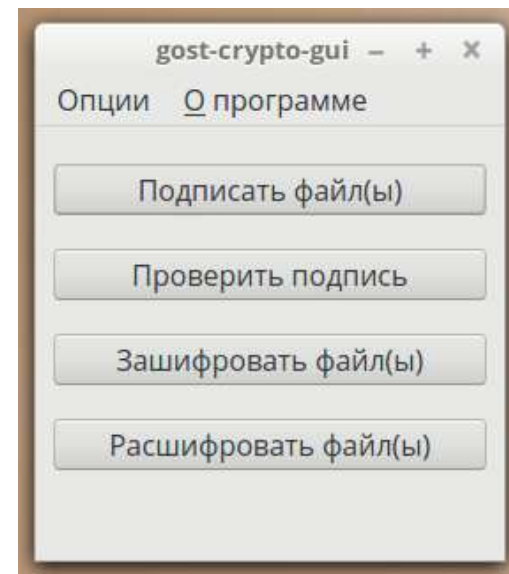 gost-crypto-gui
Опции О программе
Подписать файл(ы)
Проверить подпись
Зашифровать файл(ы)
Расшифровать файл(ы)